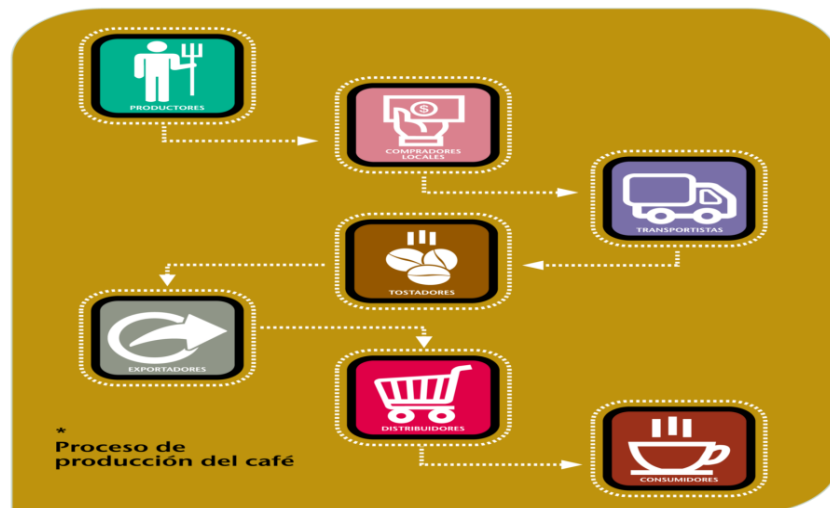 PRODUCTORES
COMPRADORES
LOCALES
TRANSPORTISTAS
TOSTADORES
EXPORTADORES
DISTRIBUIDORES
CONSUMIDORES
*
Proceso de
producción del café